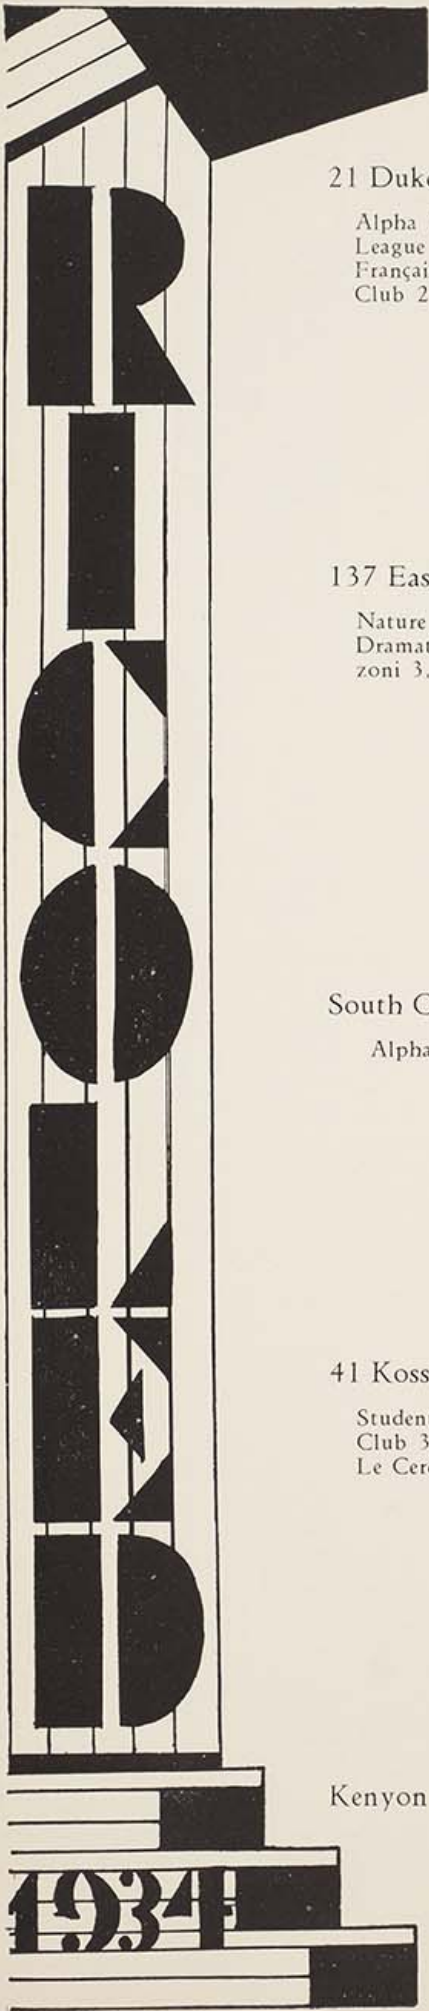 RICOLED
1934
21 Duke
Alpha
League
Françai
Club 2
137 Eas
Nature
Dramat
zoni 3,
South C
Alpha
41 Koss
Studen
Club 3
Le Cer
Kenyon